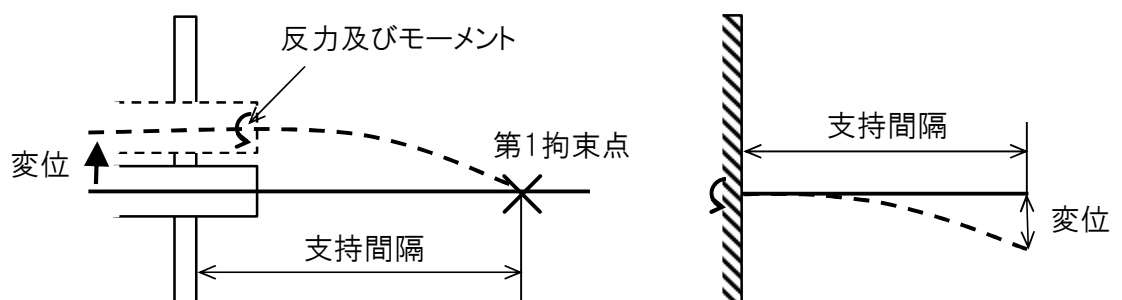 反力及びモーメント
変位
第1拘束点
支持間隔
支持間隔
変位